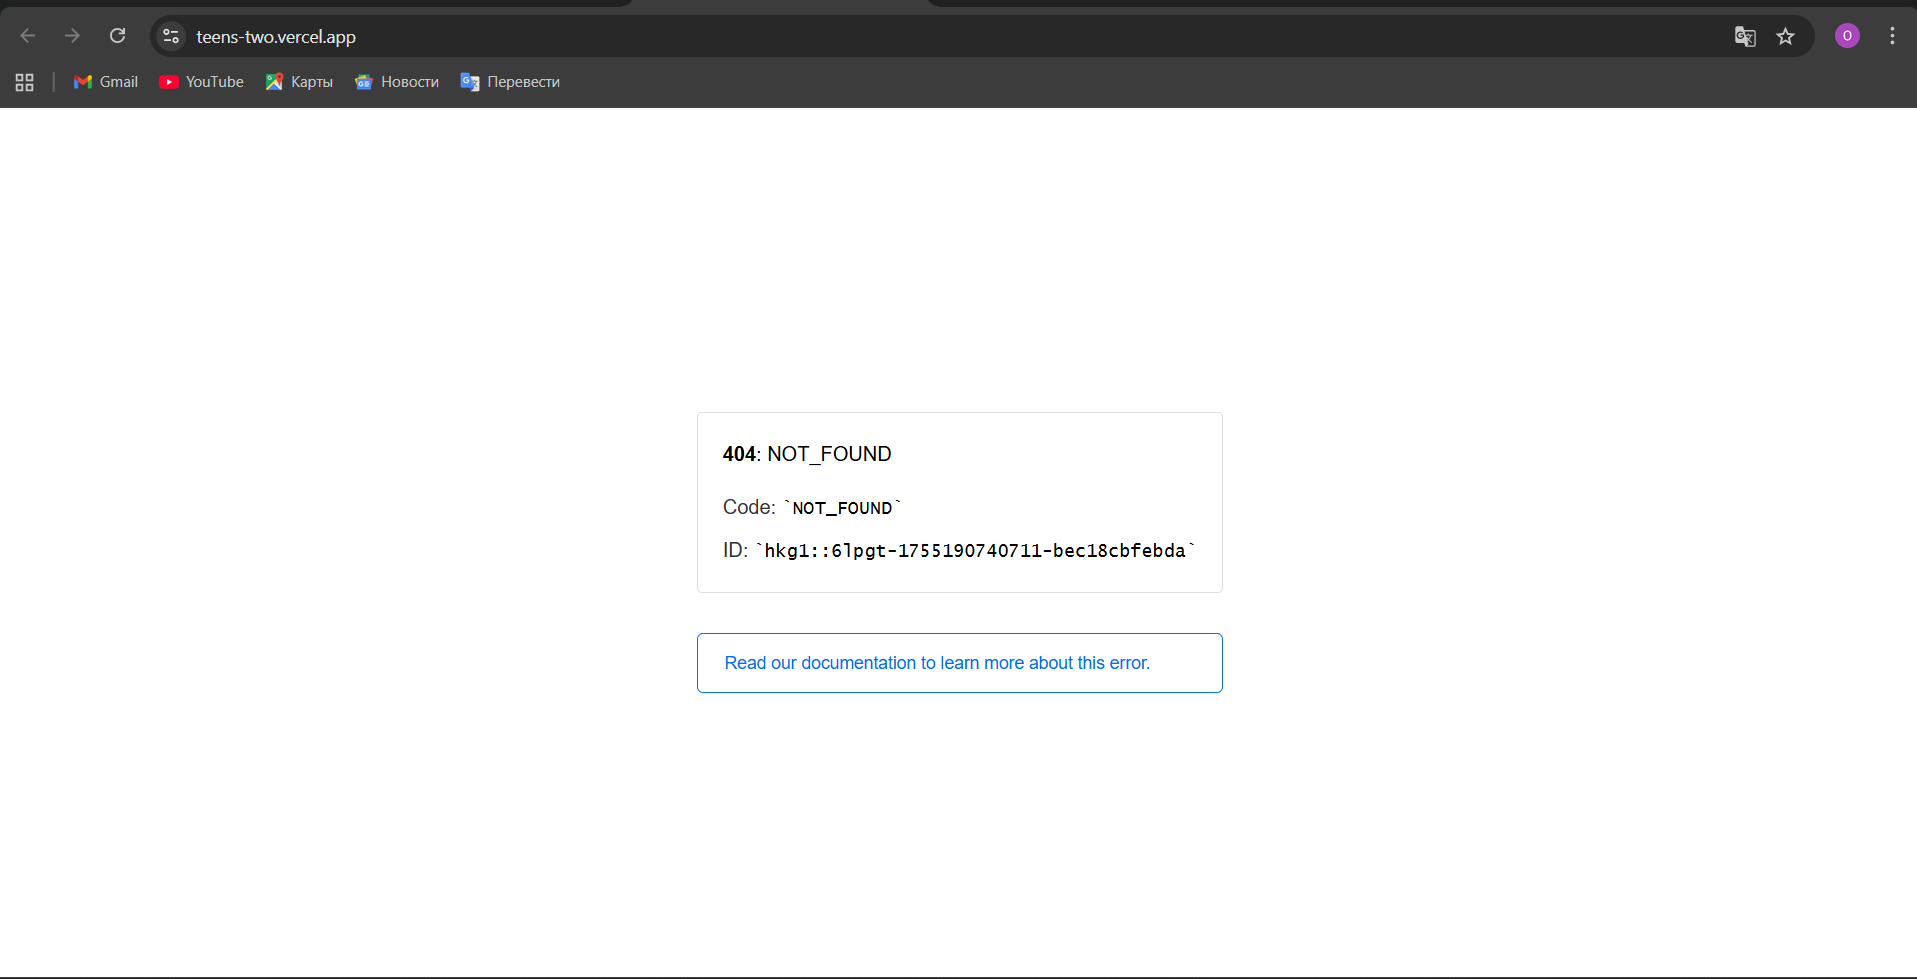 teens-two.vercel.app
O
Gmail YouTube Карты Новости Перевести
404: NOT_FOUND
Code: `NOT_FOUND`
ID: `hkg1::6lpgt-1755190740711-bec18cbfebda`
Read our documentation to learn more about this error.